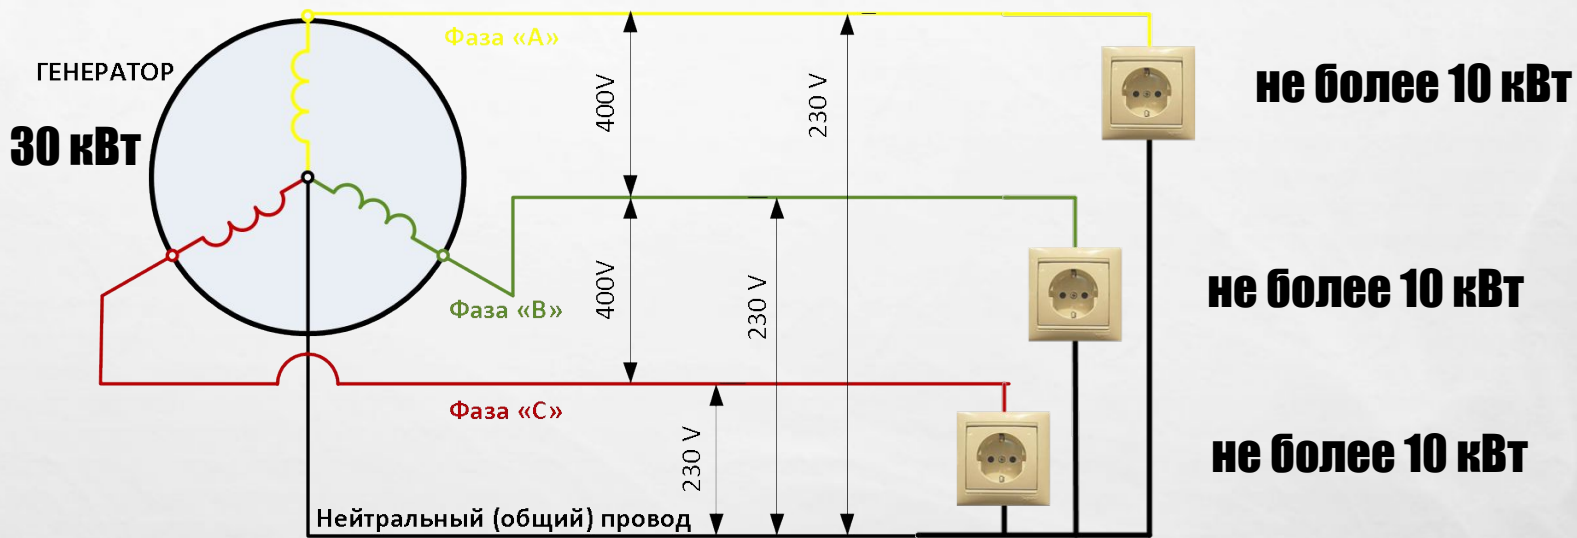 Фаза «А»
ГЕНЕРАТОР
30 кВт
400V
230 V
не более 10 кВт
Фаза «В»
400V
230 V
не более 10 кВт
Фаза «С»
230 V
не более 10 кВт
Нейтральный (общий) провод